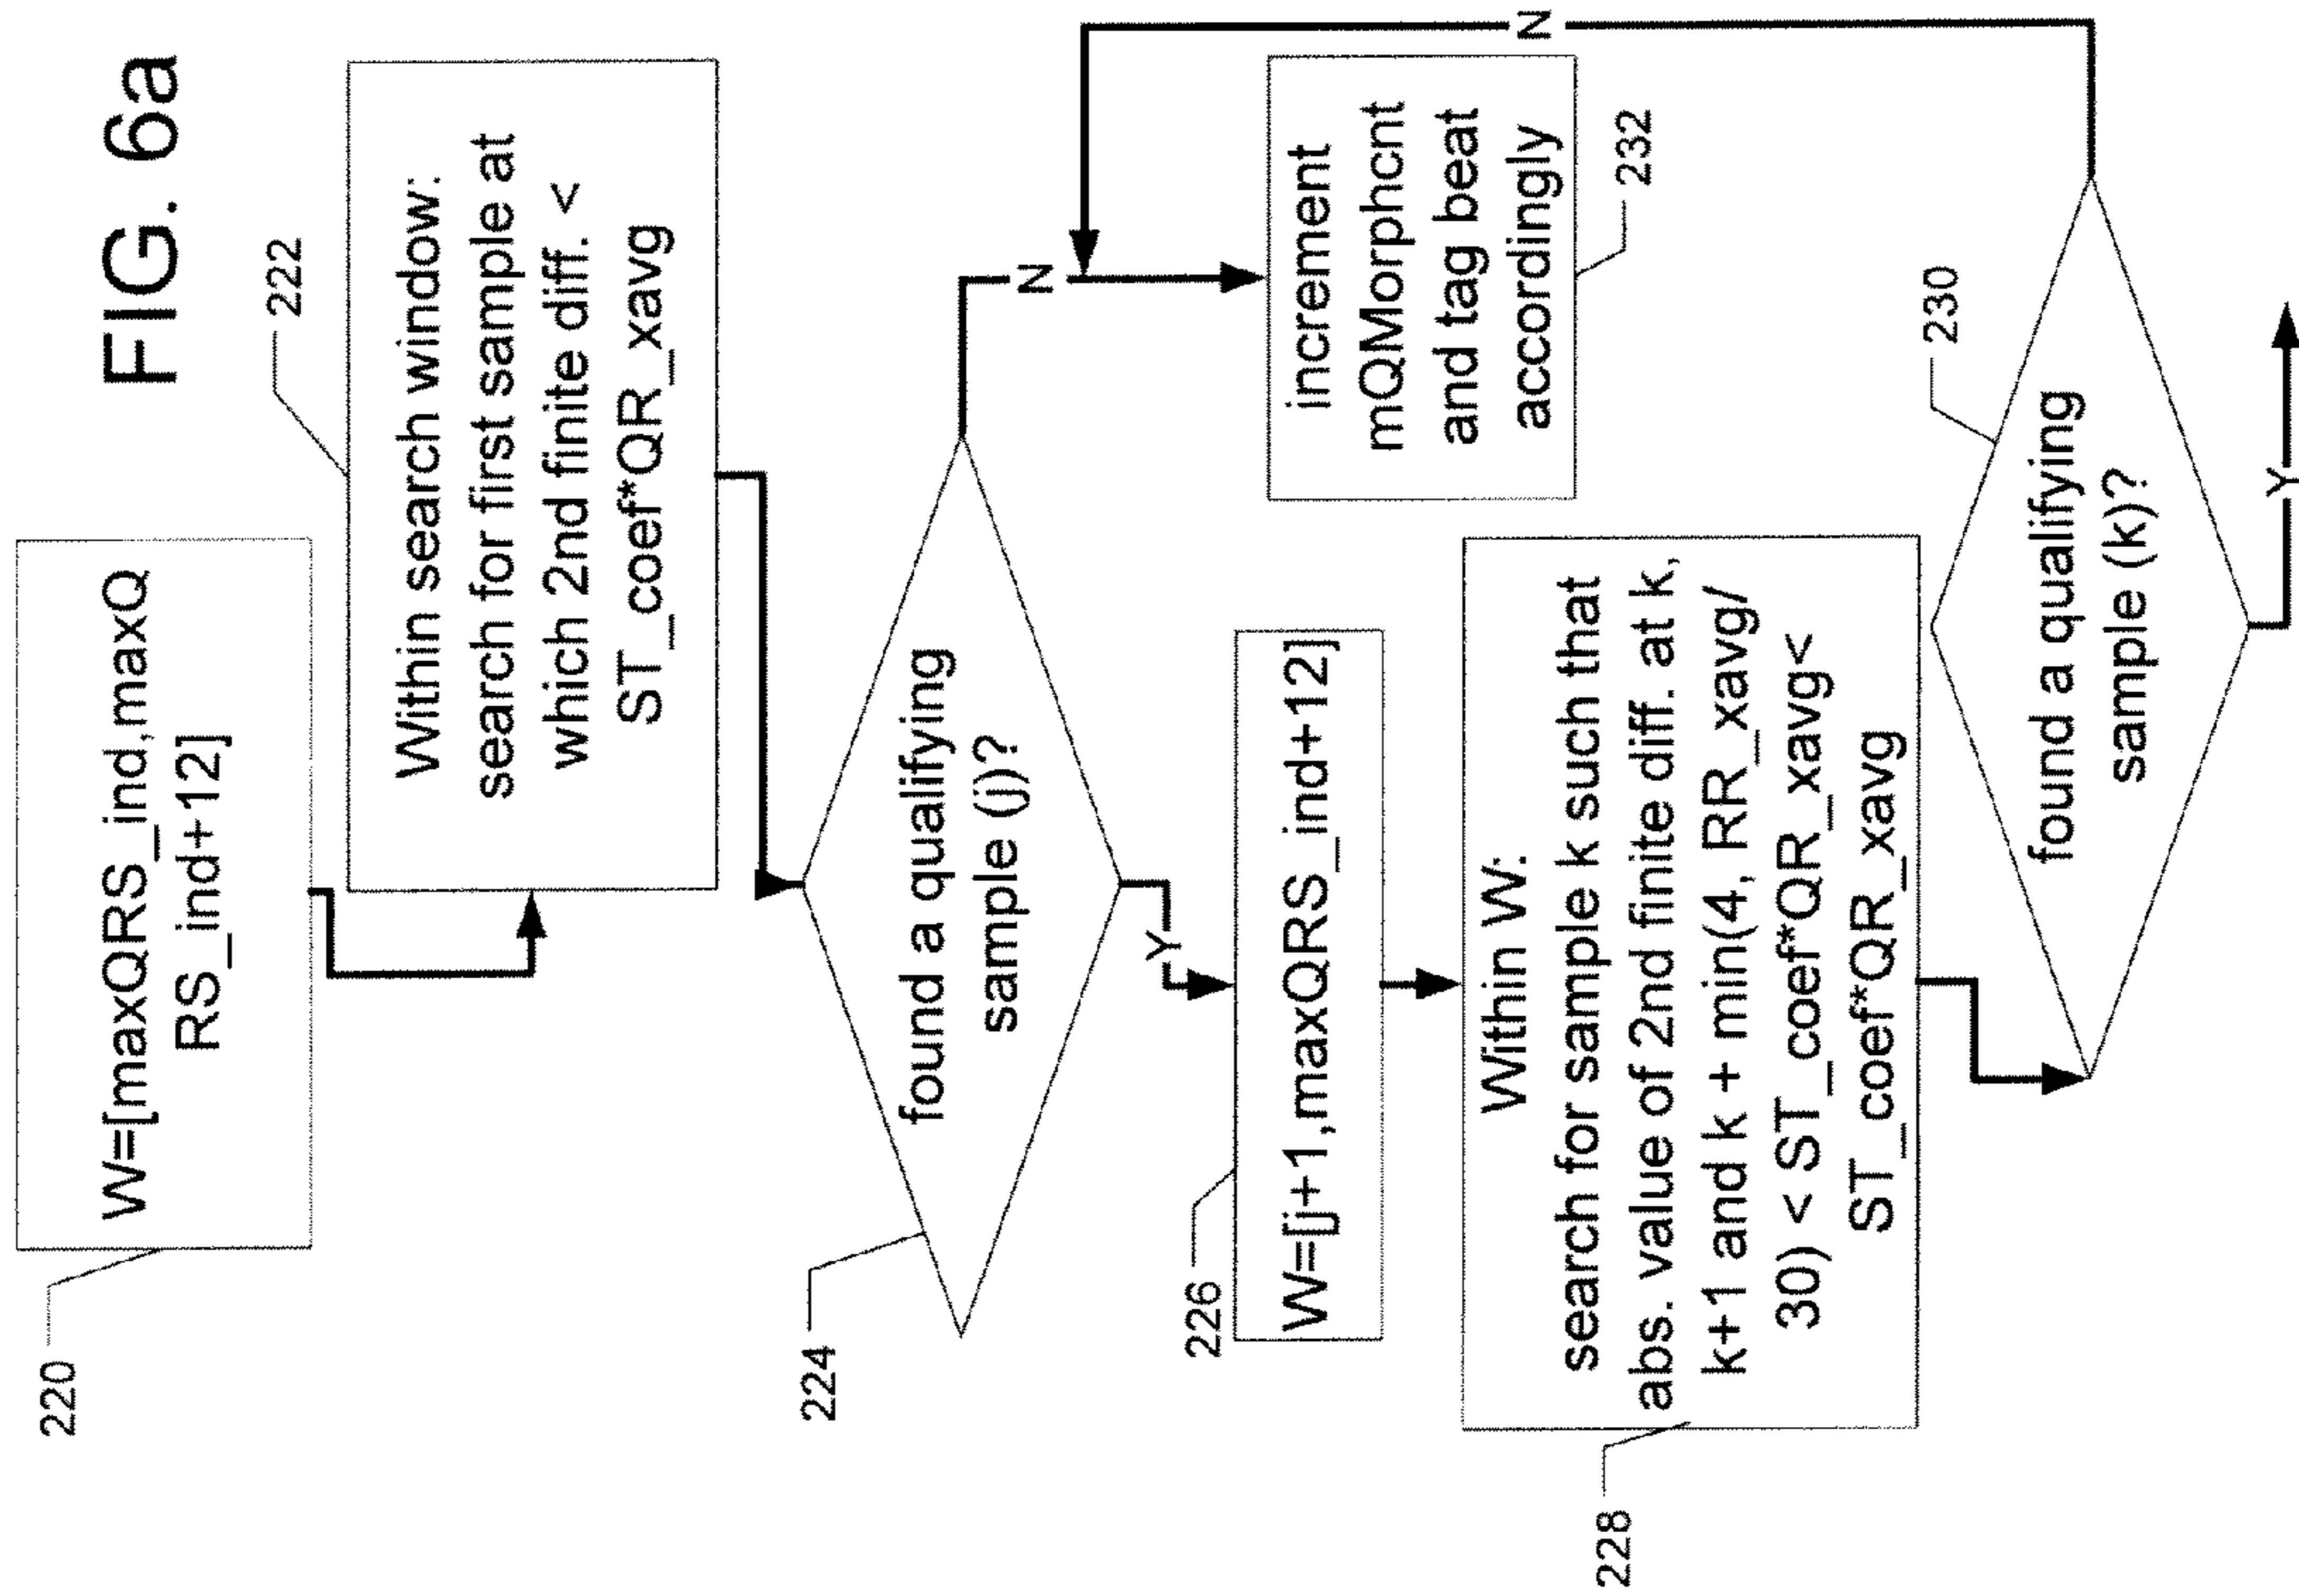 FIG. 6a
220
W=[maxQRS_ind,maxQ
RS_ind+12]
222
Within search window:
search for first sample at
which 2nd finite diff. <
ST_coef*QR_xavg
224
found a qualifying
sample (j)?
N
Y
226
W=[j+1,maxQRS_ind+12]
increment
mQMorphcnt
and tag beat
accordingly
232
228
Within W:
search for sample k such that
abs. value of 2nd finite diff. at k,
k+1 and k + min(4, RR_xavg/
30) < ST_coef*QR_xavg<
ST_coef*QR_xavg
230
found a qualifying
sample (k)?
N
Y